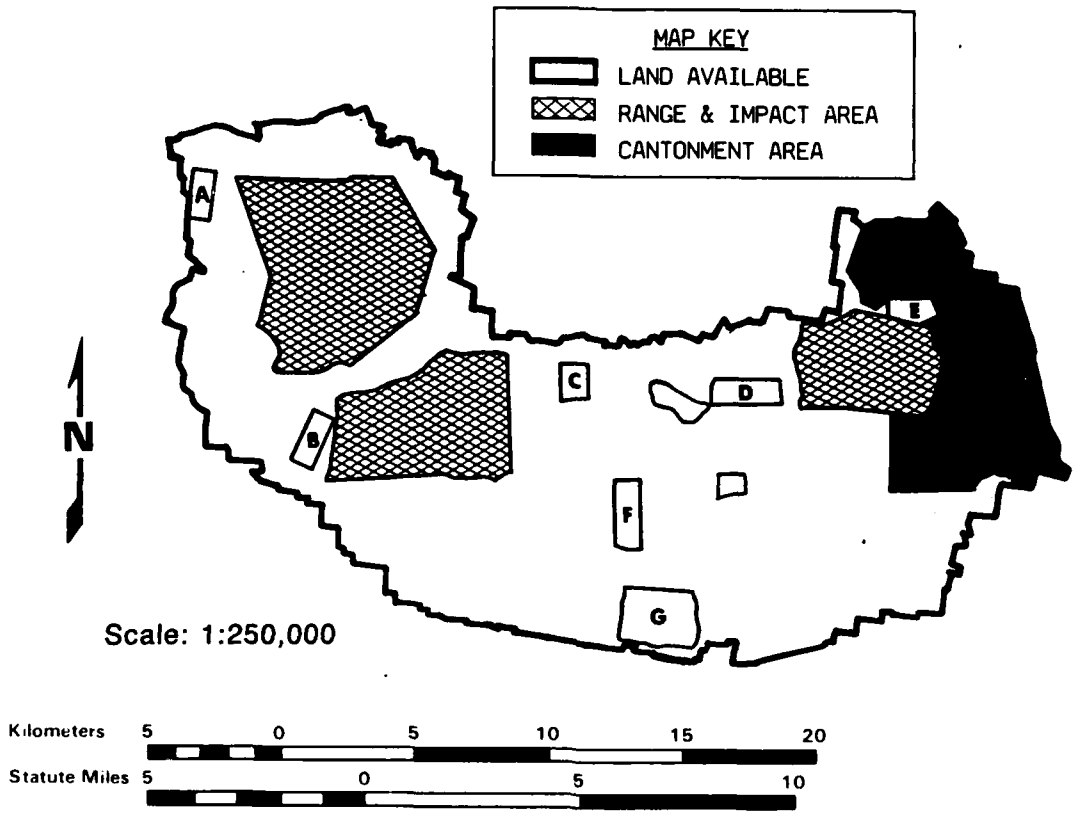 MAP KEY
LAND AVAILABLE
RANGE & IMPACT AREA
CANTONMENT AREA
A
E
C
D
B
N
F
G
Scale: 1:250,000
Kilometers 5 0 5 10 15 20
Statute Miles 5 0 5 10